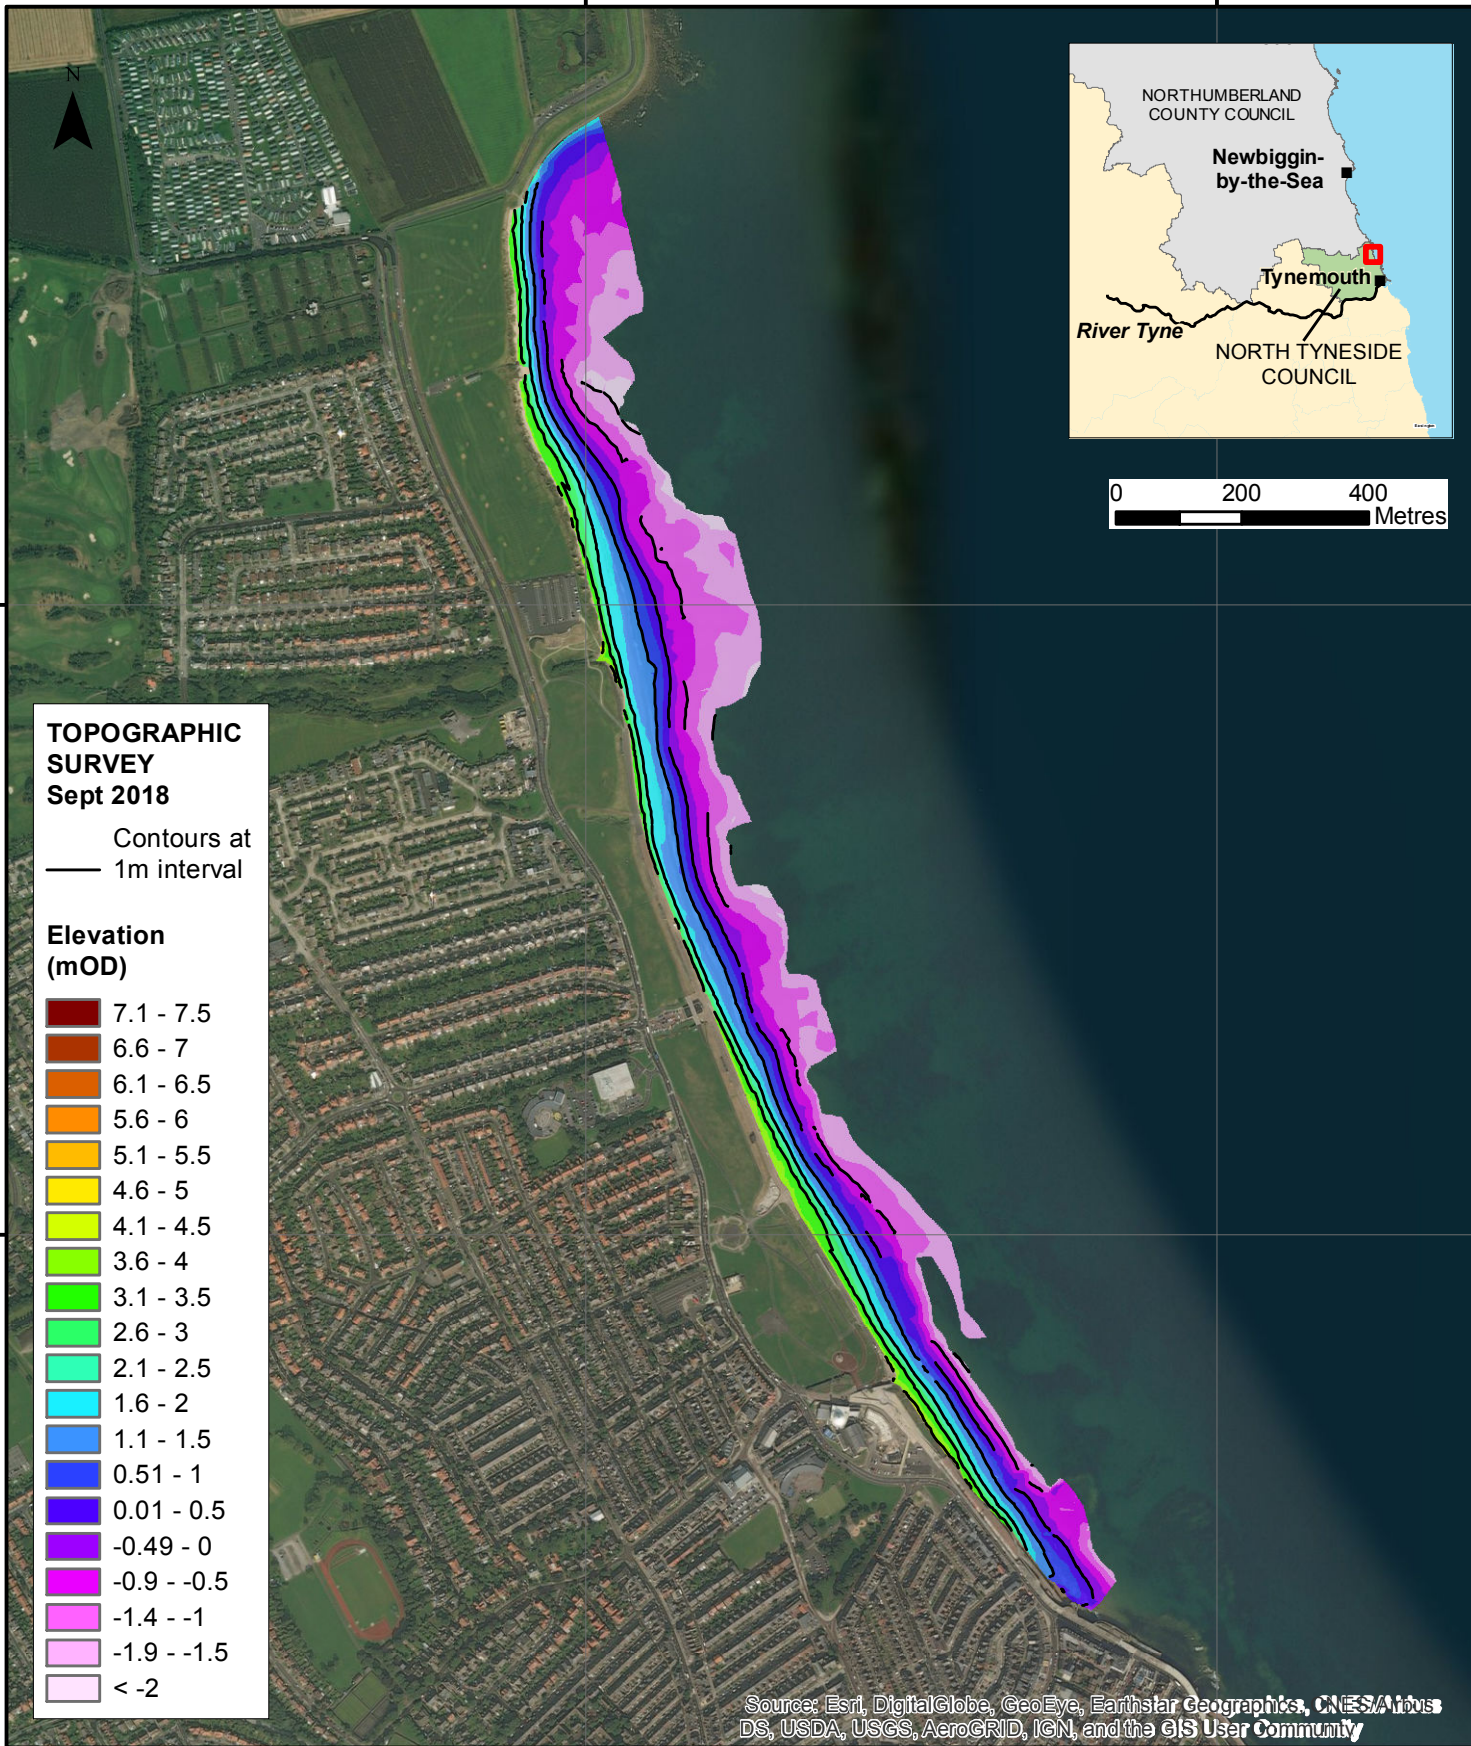 N
NORTHUMBERLAND
COUNTY COUNCIL
Newbiggin-
by-the-Sea
Tynemouth
River Tyne
NORTH TYNESIDE
COUNCIL
0 200 400
Metres
TOPOGRAPHIC
SURVEY
Sept 2018
Contours at
1m interval
Elevation
(mOD)
7.1 - 7.5
6.6 - 7
6.1 - 6.5
5.6 - 6
5.1 - 5.5
4.6 - 5
4.1 - 4.5
3.6 - 4
3.1 - 3.5
2.6 - 3
2.1 - 2.5
1.6 - 2
1.1 - 1.5
0.51 - 1
0.01 - 0.5
-0.49 - 0
-0.9 - -0.5
-1.4 - -1
-1.9 - -1.5
< -2
Source: Esri, DigitalGlobe, GeoEye, Earthstar Geographics, CNES/Airbus
DS, USDA, USGS, AeroGRID, IGN, and the GIS User Community